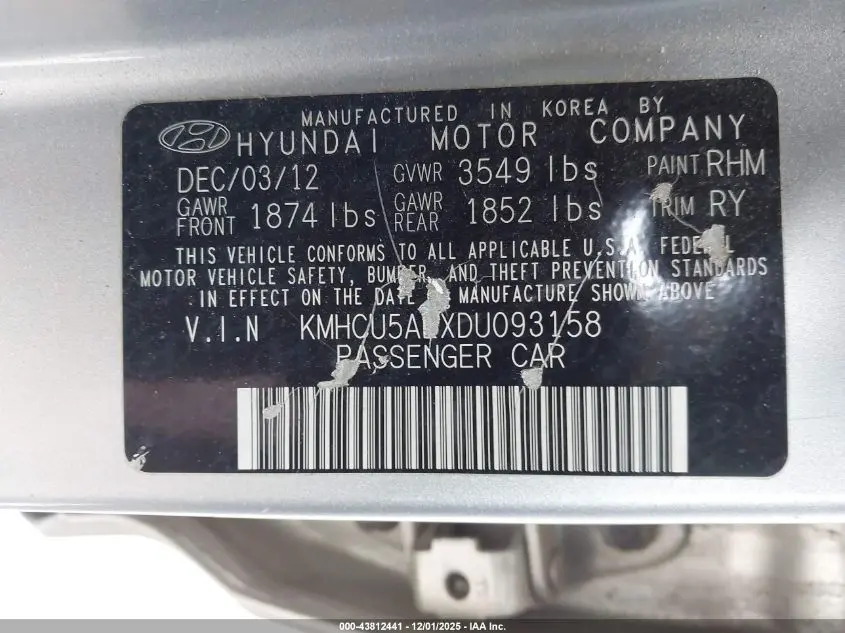 MANUFACTURED IN KOREA BY
HYUNDAI MOTOR COMPANY
DEC/03/12 GVWR 3549 lbs PAINT RHM
GAWR FRONT 1874 lbs GAWR REAR 1852 lbs TRIM RY
THIS VEHICLE CONFORMS TO ALL APPLICABLE U.S.A. FEDERAL
MOTOR VEHICLE SAFETY, BUMPER, AND THEFT PREVENTION STANDARDS
IN EFFECT ON THE DATE MANUFACTURE SHOWN ABOVE
V.I.N
PASSENGER CAR
000-43812441 - 12/01/2025 - IAA Inc.